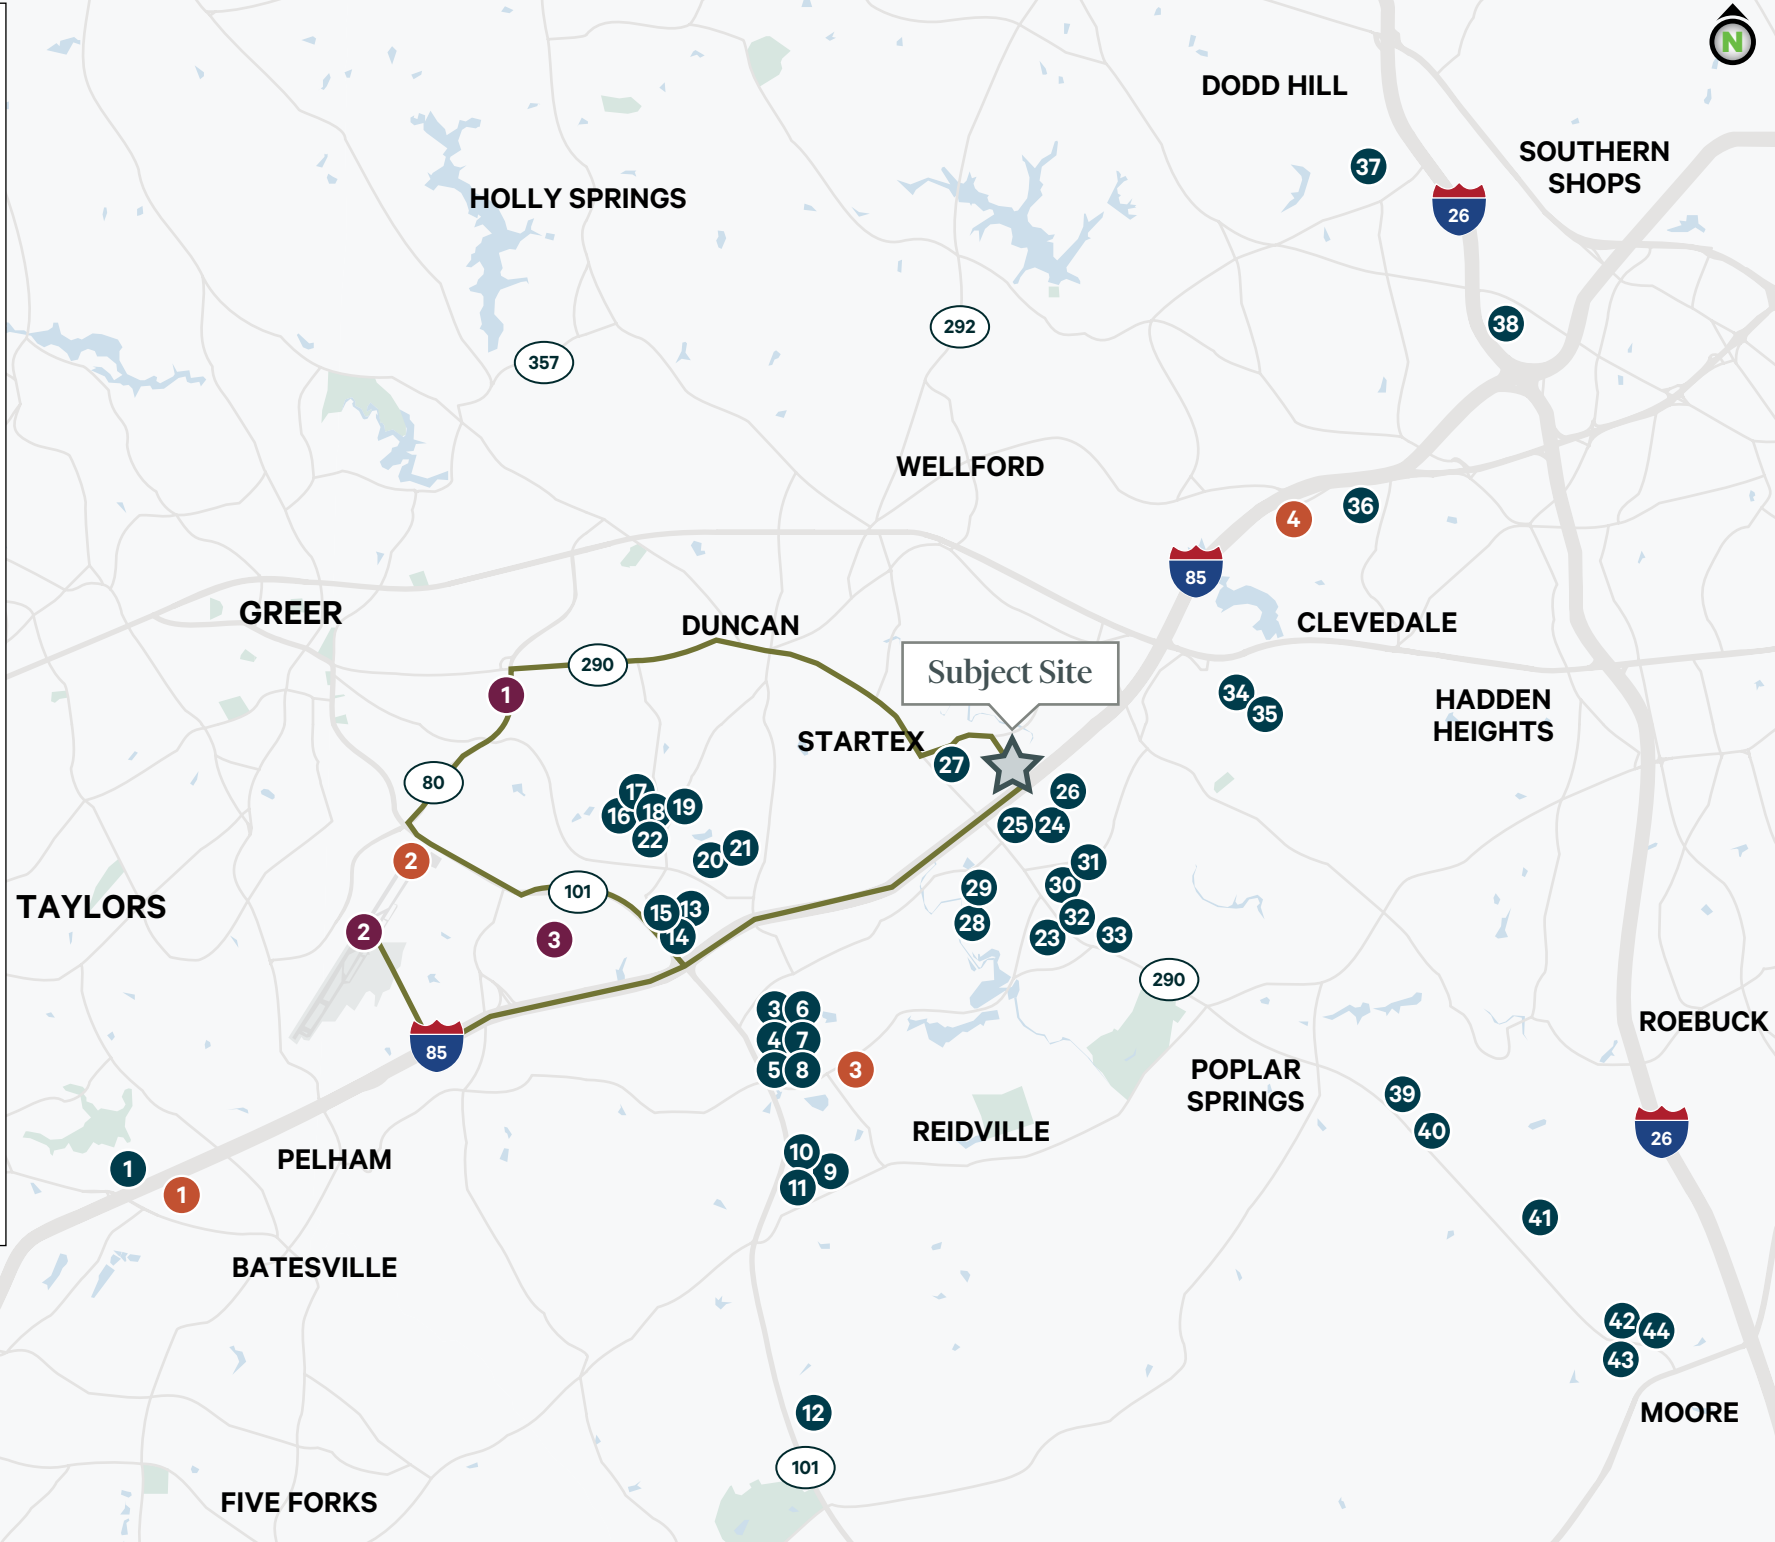 N
DODD HILL
SOUTHERN
SHOPS
37
HOLLY SPRINGS
26
292
38
357
WELLFORD
36
4
85
GREER
DUNCAN
CLEVEDALE
290
Subject Site
1
34
35
HADDEN
HEIGHTS
STARTEX
27
80
17
26
16
18
19
25
24
22
21
20
2
31
101
30
29
TAYLORS
15
13
32
28
2
3
14
23
33
290
3
6
ROEBUCK
4
7
85
5
8
3
POPLAR
SPRINGS
39
REIDVILLE
40
26
PELHAM
10
1
9
11
1
41
BATESVILLE
42
44
43
12
MOORE
101
FIVE FORKS